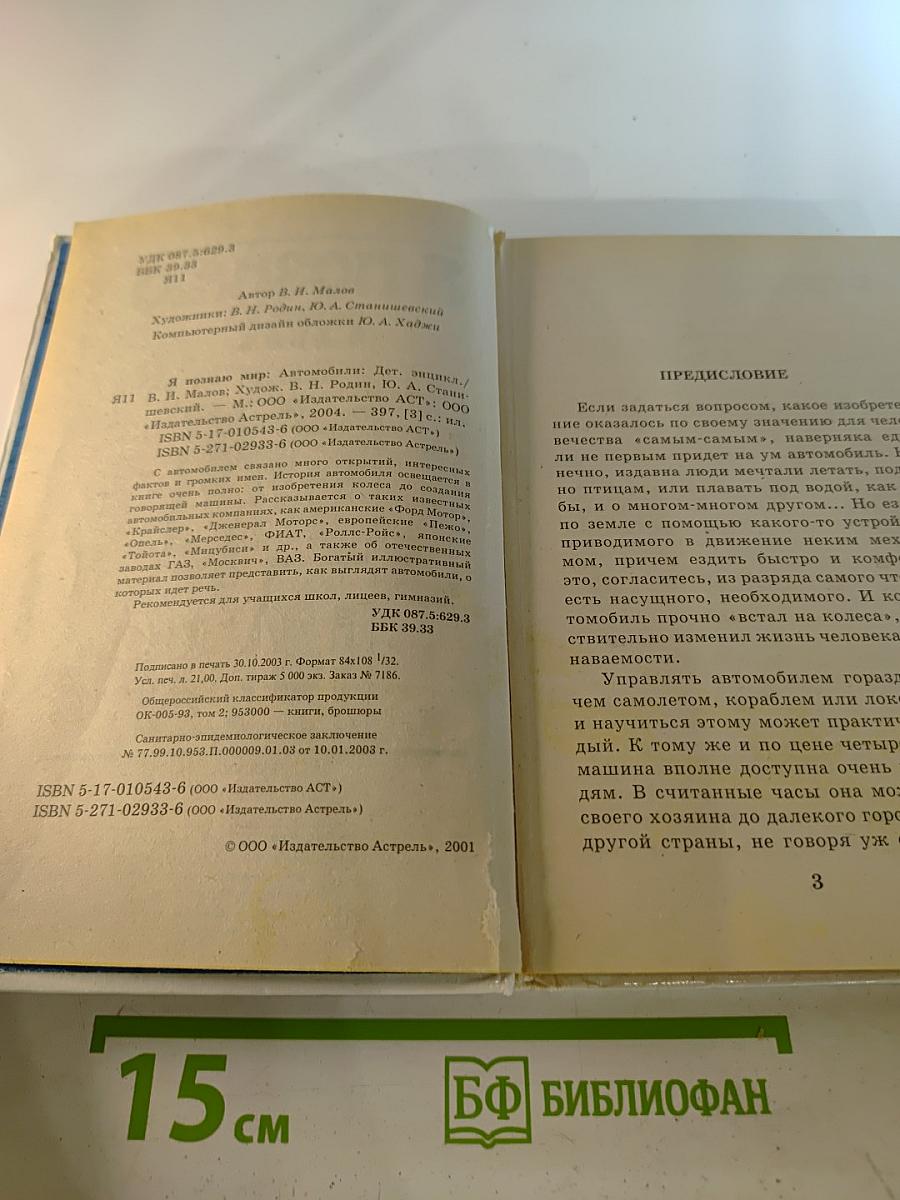 УДК 087.5:629.3
ББК 39.33
Я11
Автор В. И. Малов
Художники: В. Н. Родин, Ю. А. Станишевский
Компьютерный дизайн обложки Ю. А. Хаджи
Я познаю мир: Автомобили: Дет. энцикл./
Я11 В. И. Малов; Худож. В. Н. Родин, Ю. А. Стани-
шевский. — М.: ООО «Издательство АСТ»: ООО
«Издательство Астрель», 2004. — 397, [3] с.: ил.
ISBN 5-17-010543-6 (ООО «Издательство АСТ»)
ISBN 5-271-02933-6 (ООО «Издательство Астрель»)
С автомобилем связано много открытий, интересных
фактов и громких имен. История автомобиля освещается в
книге очень полно: от изобретения колеса до создания
говорящей машины. Рассказывается о таких известных
автомобильных компаниях, как американские «Форд Мотор»,
«Крайслер», «Дженерал Моторс», европейские «Пежо»,
«Опель», «Мерседес», ФИАТ, «Роллс-Ройс», японские
«Тойота», «Мицубиси» и др., а также об отечественных
заводах ГАЗ, «Москвич», ВАЗ. Богатый иллюстративный
материал позволяет представить, как выглядят автомобили, о
которых идет речь.
Рекомендуется для учащихся школ, лицеев, гимназий.
УДК 087.5:629.3
ББК 39.33
Подписано в печать 30.10.2003 г. Формат 84х108 1/32.
Усл. печ. л. 21,00. Доп. тираж 5 000 экз. Заказ № 7186.
Общероссийский классификатор продукции
ОК-005-93, том 2; 953000 — книги, брошюры
Санитарно-эпидемиологическое заключение
№ 77.99.10.953.П.000009.01.03 от 10.01.2003 г.
ISBN 5-17-010543-6 (ООО «Издательство АСТ»)
ISBN 5-271-02933-6 (ООО «Издательство Астрель»)
© ООО «Издательство Астрель», 2001
ПРЕДИСЛОВИЕ
Если задаться вопросом, какое изобрете
ние оказалось по своему значению для чело
вечества «самым-самым», наверняка ед
ли не первым придет на ум автомобиль.
нечно, издавна люди мечтали летать, под
но птицам, или плавать под водой, как
бы, и о многом-многом другом... Но ез
по земле с помощью какого-то устрой
приводимого в движение неким мех
мом, причем ездить быстро и комфо
это, согласитесь, из разряда самого чт
есть насущного, необходимого. И ко
томобиль прочно «встал на колеса»,
ствительно изменил жизнь человека
наваемости.
Управлять автомобилем горазд
чем самолетом, кораблем или локо
и научиться этому может практич
дый. К тому же и по цене четыр
машина вполне доступна очень
дям. В считанные часы она мож
своего хозяина до далекого горо
другой страны, не говоря уж о
3
15 см
БФ БИБЛИОФАН